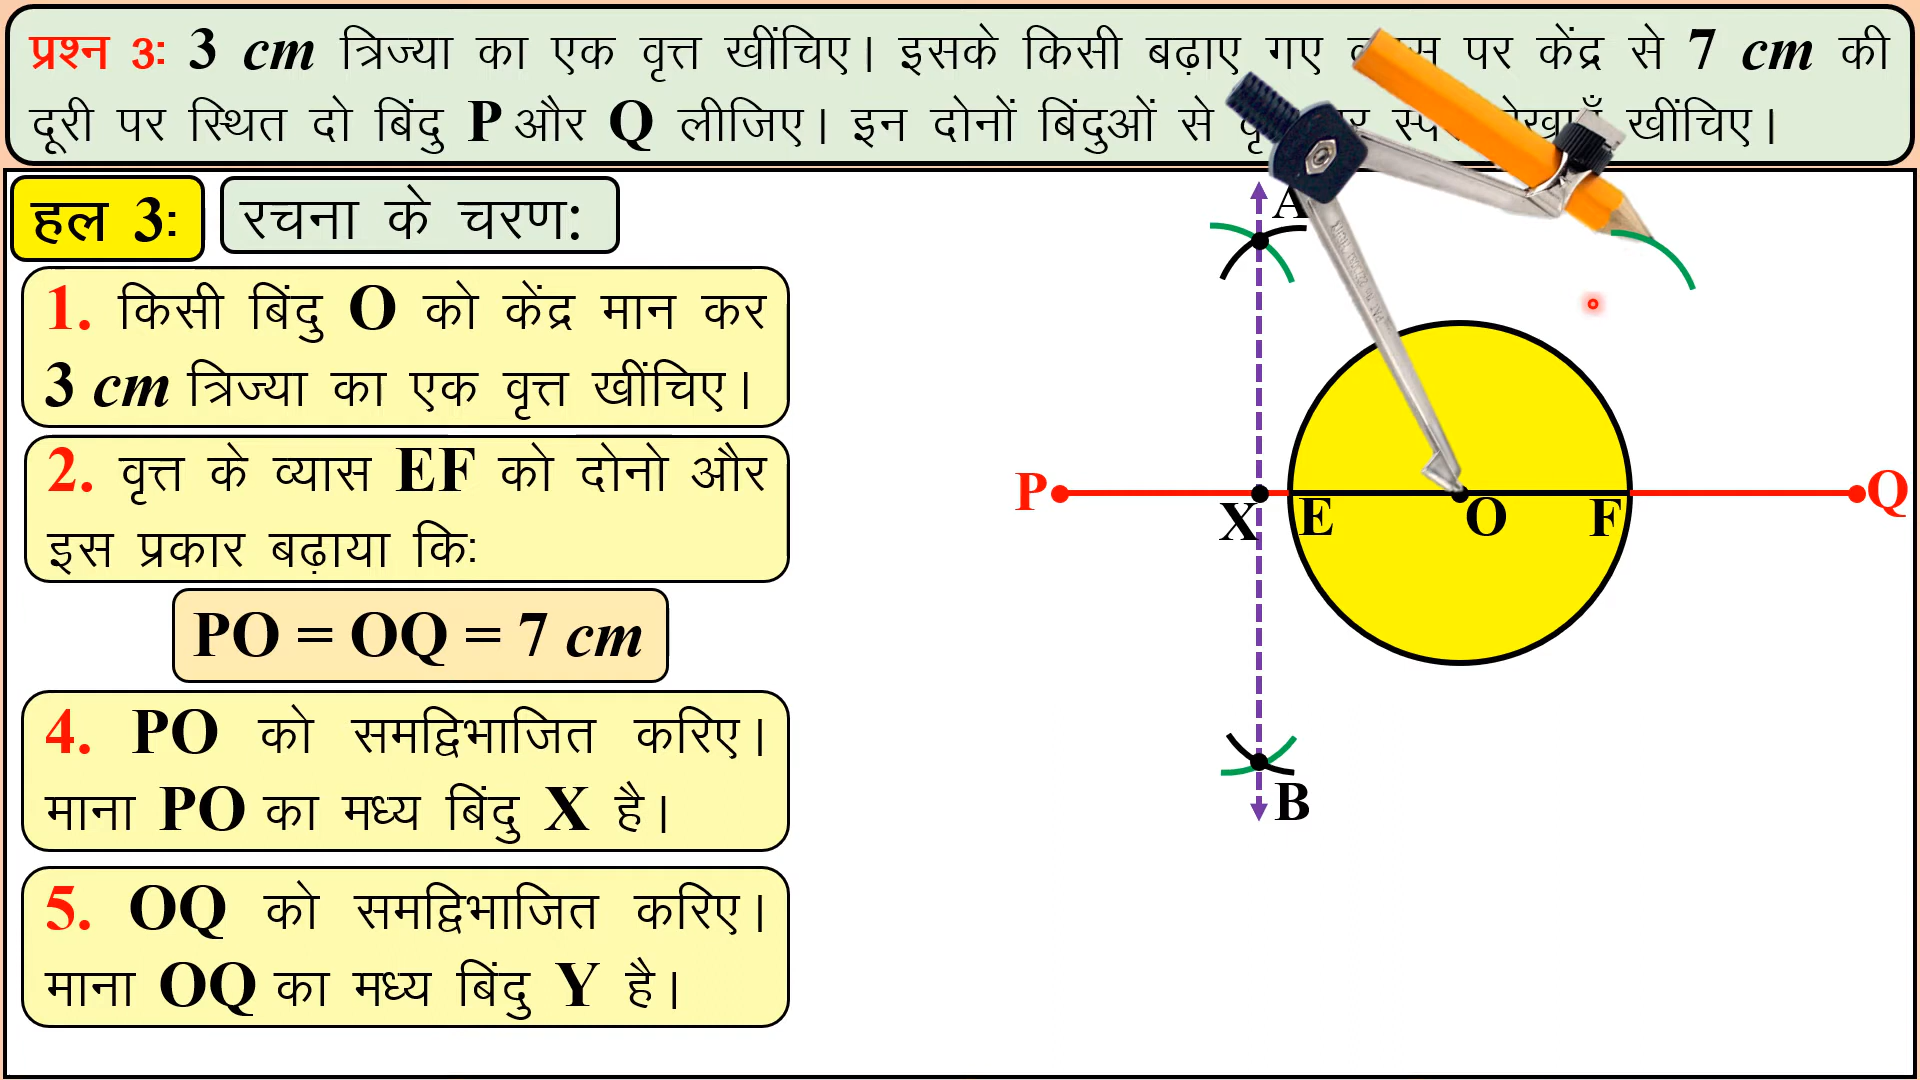 प्रश्न 3: 3 cm त्रिज्या का एक वृत्त खींचिए। इसके किसी बढ़ाए गए पर केंद्र से 7 cm की
दूरी पर स्थित दो बिंदु P और Q लीजिए। इन दोनों बिंदुओं से खींचिए।
हल 3:
रचना के चरण:
1. किसी बिंदु O को केंद्र मान कर
3 cm त्रिज्या का एक वृत्त खींचिए।
2. वृत्त के व्यास EF को दोनो और
इस प्रकार बढ़ाया कि:
PO = OQ = 7 cm
4. PO को समद्विभाजित करिए।
माना PO का मध्य बिंदु X है।
5. OQ को समद्विभाजित करिए।
माना OQ का मध्य बिंदु Y है।
A
P
X
E
O
F
Q
B